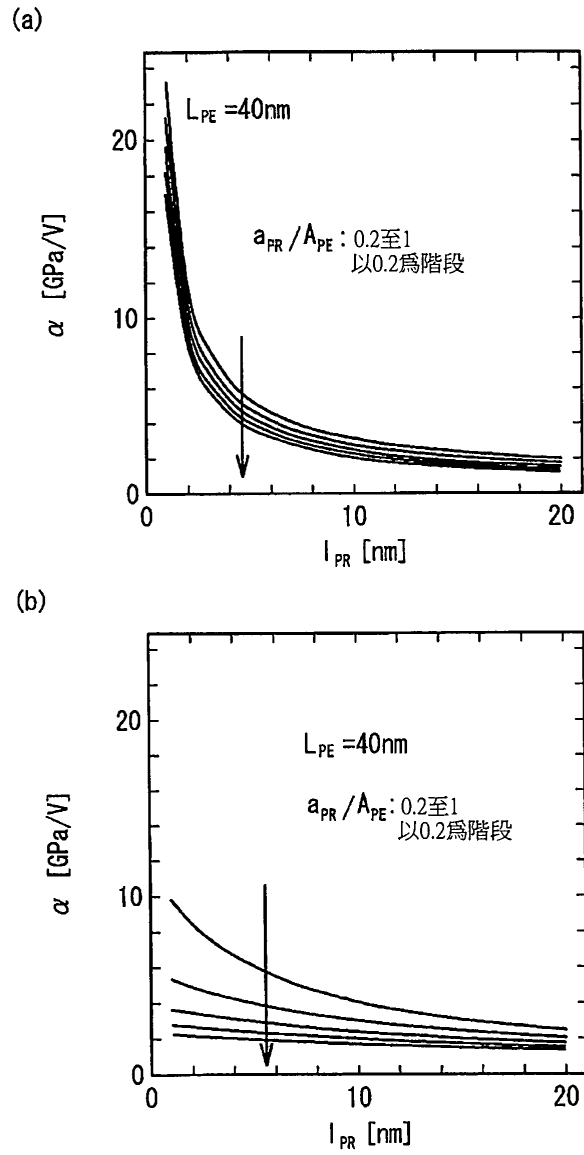 (a)
20
10
0
α [GPa/V]
L_PE =40nm
a_PR /A_PE : 0.2至1
以0.2爲階段
0 10 20
l_PR [nm]
(b)
20
10
0
α [GPa/V]
L_PE =40nm
a_PR /A_PE : 0.2至1
以0.2爲階段
0 10 20
l_PR [nm]